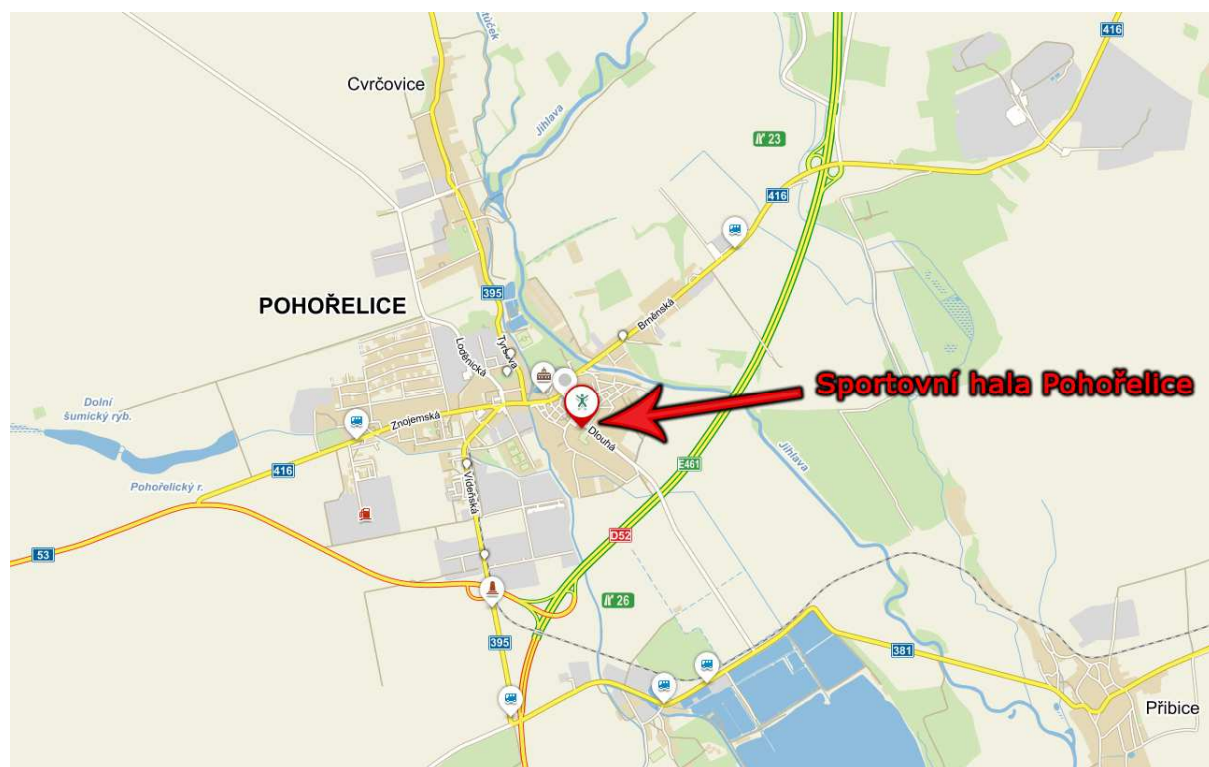 416
Cvrčovice
Jihlava
23
416
395
POHOŘELICE
Brněnská
Tyršova
Loděnická
Sportovní hala Pohořelice
Dolní
šumický ryb.
Znojemská
Dlouhá
Jihlava
E461
416
Pohořelický r.
Vídeňská
D52
53
26
395
381
Přibice